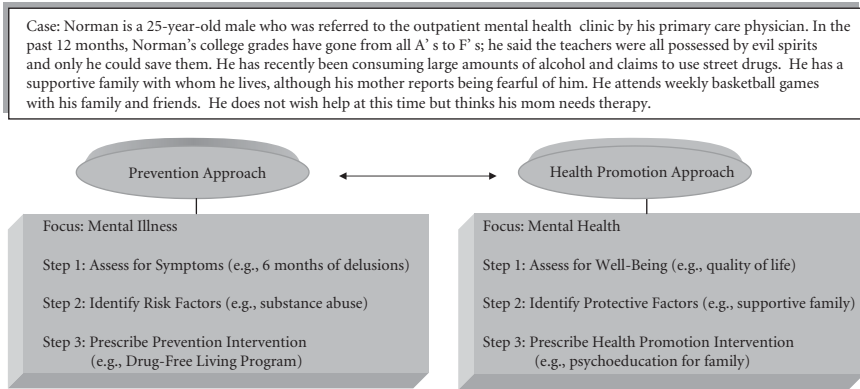 Case: Norman is a 25-year-old male who was referred to the outpatient mental health clinic by his primary care physician. In the
past 12 months, Norman's college grades have gone from all A' s to F' s; he said the teachers were all possessed by evil spirits
and only he could save them. He has recently been consuming large amounts of alcohol and claims to use street drugs. He has a
supportive family with whom he lives, although his mother reports being fearful of him. He attends weekly basketball games
with his family and friends. He does not wish help at this time but thinks his mom needs therapy.
Prevention Approach
Focus: Mental Illness
Step 1: Assess for Symptoms (e.g., 6 months of delusions)
Step 2: Identify Risk Factors (e.g., substance abuse)
Step 3: Prescribe Prevention Intervention
(e.g., Drug-Free Living Program)
Health Promotion Approach
Focus: Mental Health
Step 1: Assess for Well-Being (e.g., quality of life)
Step 2: Identify Protective Factors (e.g., supportive family)
Step 3: Prescribe Health Promotion Intervention
(e.g., psychoeducation for family)